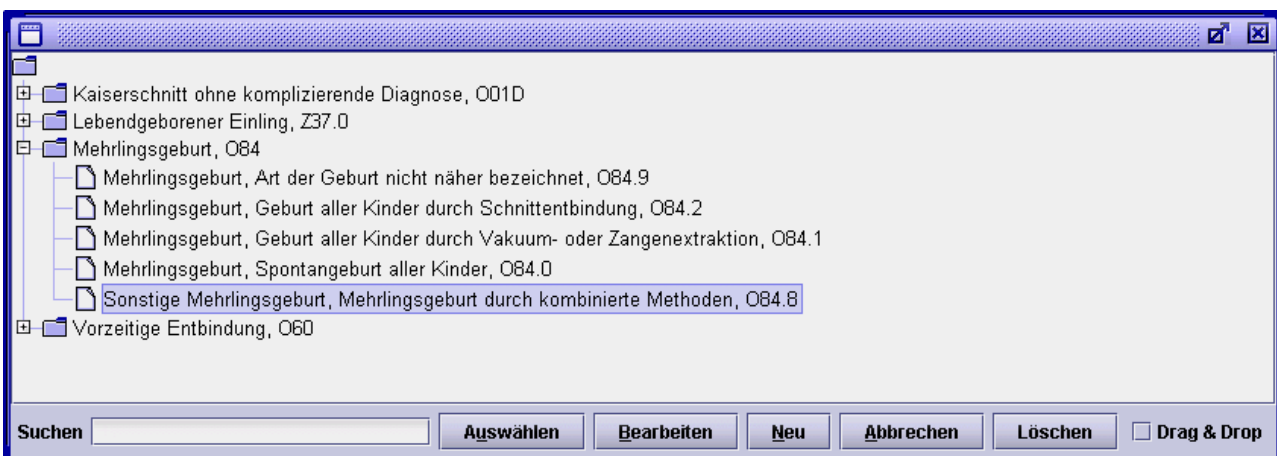 Kaiserschnitt ohne komplizierende Diagnose, O01D
Lebendgeborener Einling, Z37.0
Mehrlingsgeburt, O84
Mehrlingsgeburt, Art der Geburt nicht näher bezeichnet, O84.9
Mehrlingsgeburt, Geburt aller Kinder durch Schnittentbindung, O84.2
Mehrlingsgeburt, Geburt aller Kinder durch Vakuum- oder Zangenextraktion, O84.1
Mehrlingsgeburt, Spontangeburt aller Kinder, O84.0
Sonstige Mehrlingsgeburt, Mehrlingsgeburt durch kombinierte Methoden, O84.8
Vorzeitige Entbindung, O60
Suchen Auswählen Bearbeiten Neu Abbrechen Löschen Drag & Drop